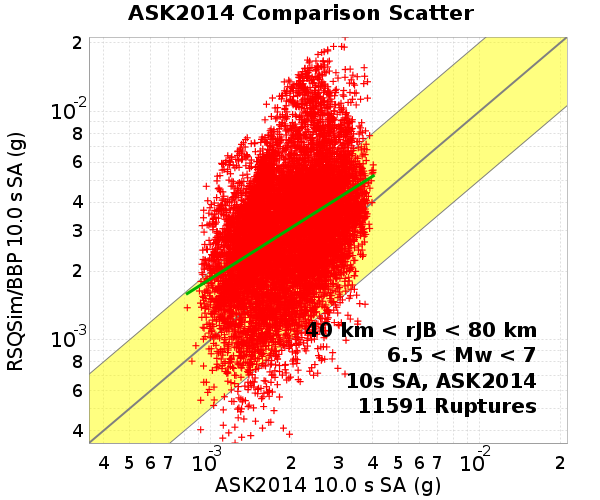 ASK2014 Comparison Scatter
RSQSim/BBP 10.0 s SA (g)
2
10-2
8
6
4
3
2
10-3
8
6
4
40 km < rJB < 80 km
6.5 < Mw < 7
10s SA, ASK2014
11591 Ruptures
4 5 6 7 10-3 2 3 4 5 6 7 10-2 2
ASK2014 10.0 s SA (g)